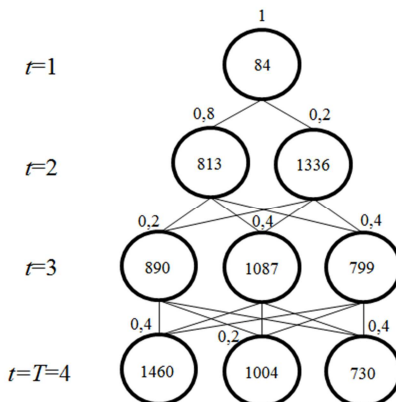 1
t=1 84
0,8 0,2
t=2 813 1336
0,2 0,4 0,4
t=3 890 1087 799
0,4 0,2 0,4
t=T=4 1460 1004 730